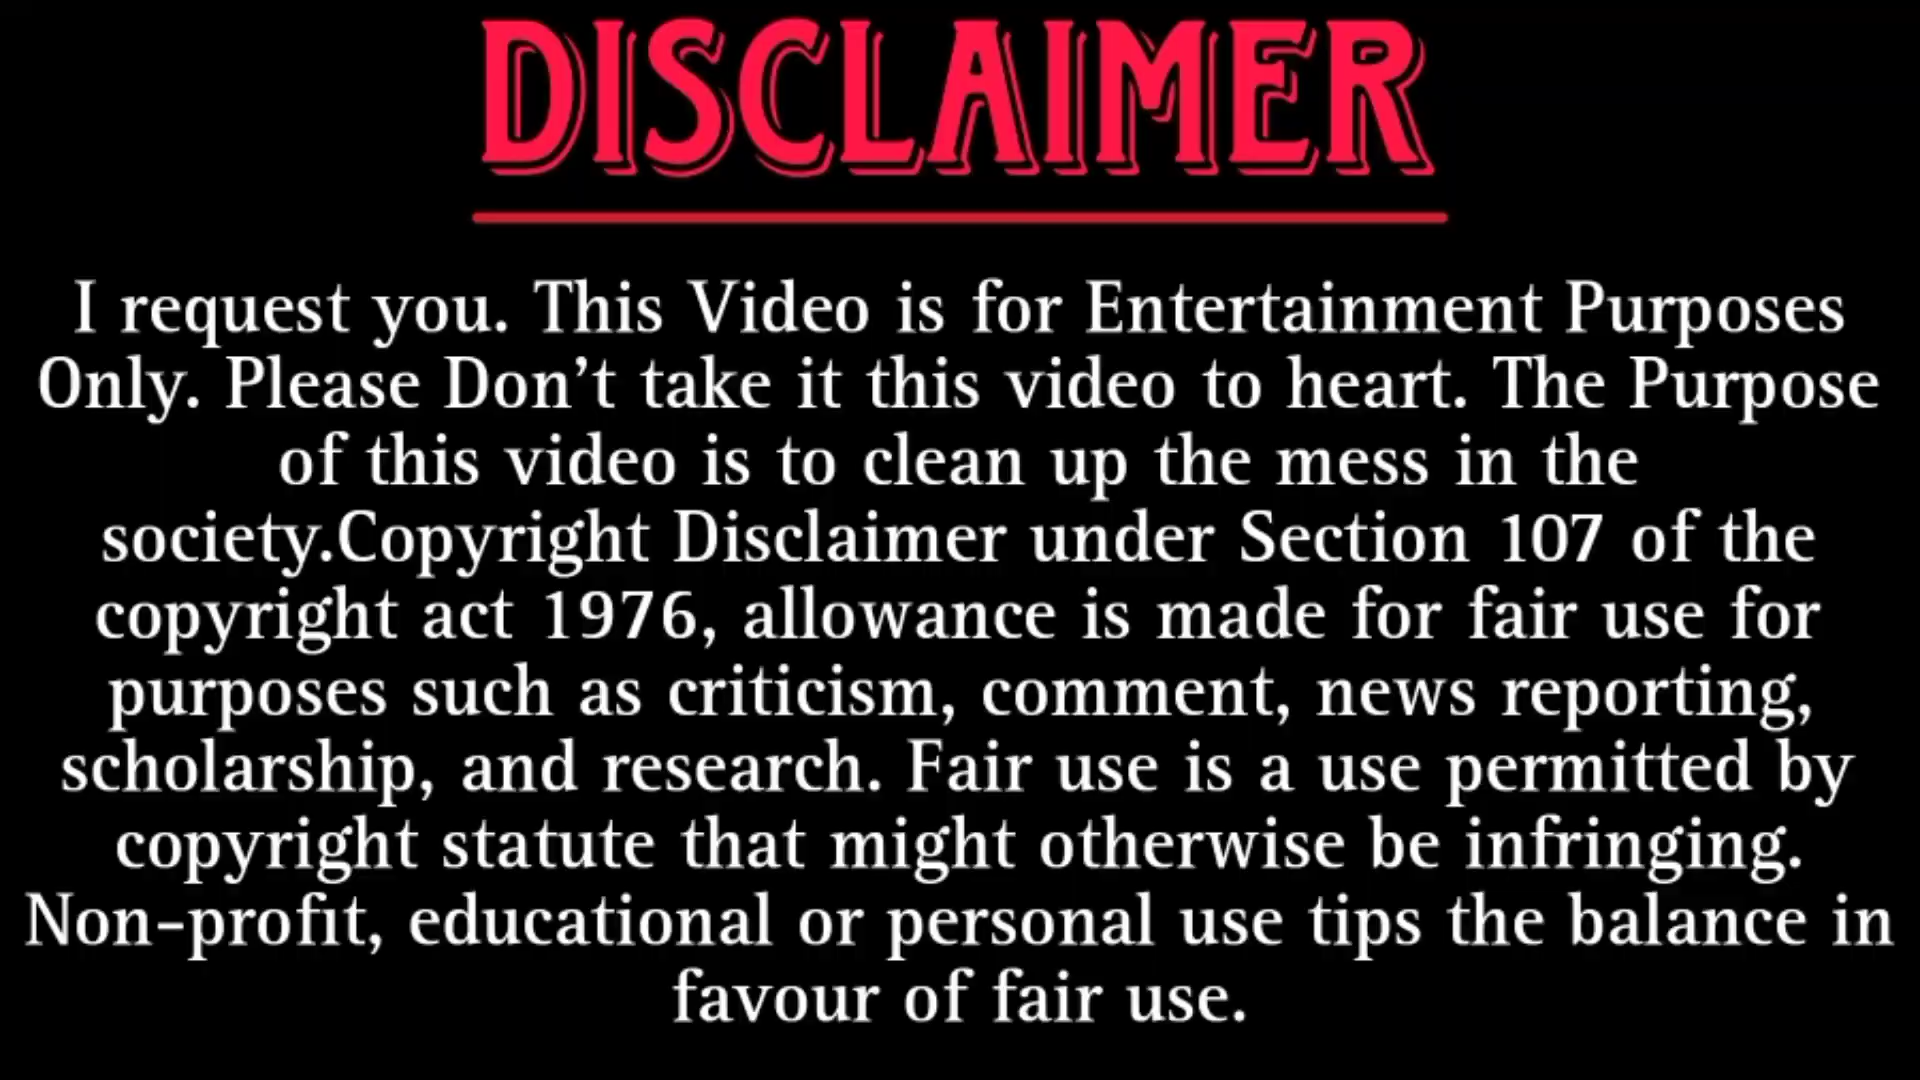 DISCLAIMER
I request you. This Video is for Entertainment Purposes
Only. Please Don't take it this video to heart. The Purpose
of this video is to clean up the mess in the
society.Copyright Disclaimer under Section 107 of the
copyright act 1976, allowance is made for fair use for
purposes such as criticism, comment, news reporting,
scholarship, and research. Fair use is a use permitted by
copyright statute that might otherwise be infringing.
Non-profit, educational or personal use tips the balance in
favour of fair use.